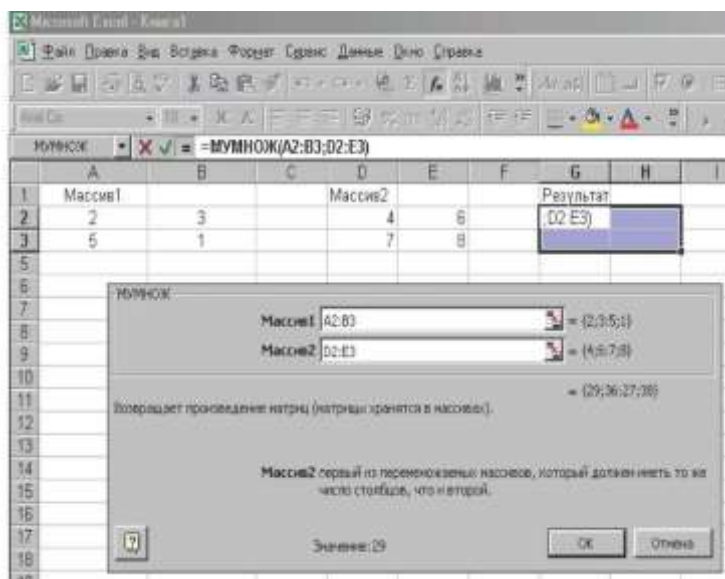 Microsoft Excel - Книга1
Файл Правка Вид Вставка Формат Сервис Данные Окно Справка
Arial Cyr 10 Ж К
МУМНОЖ =МУМНОЖ(A2:B3;D2:E3)
A B C D E F G H I
1 Массив1 Массив2 Результат
2 2 3 4 6 ;D2:E3)
3 5 1 7 8
5
6 МУМНОЖ
7 Массив1 A2:B3 = {2;3:5;1}
8
9 Массив2 D2:E3 = {4;6:7;8}
10
11 = {29;36:27;38}
12 Возвращает произведение матриц (матрицы хранятся в массивах).
13
14 Массив2 первый из перемножаемых массивов, который должен иметь то же
15 число столбцов, что и второй.
16
17 Значение:29 ОК Отмена
18